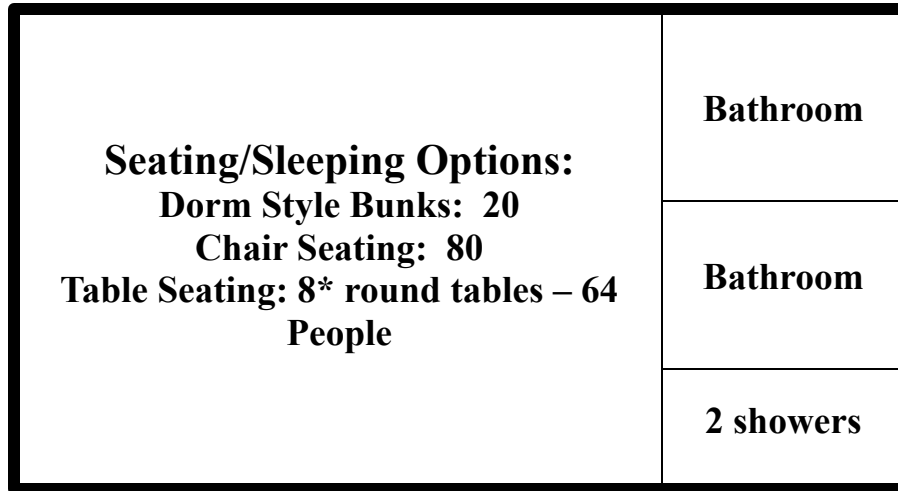 Seating/Sleeping Options:
Dorm Style Bunks: 20
Chair Seating: 80
Table Seating: 8* round tables – 64
People
Bathroom
Bathroom
2 showers